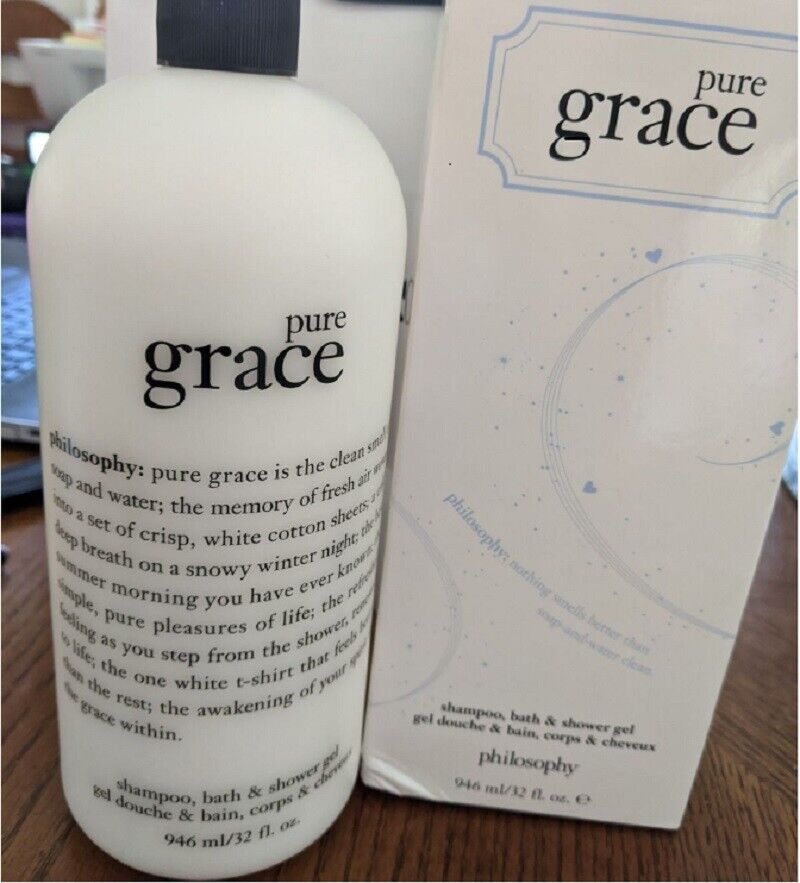 pure
grace
philosophy: pure grace is the clean
soap and water; the memory of fresh air
into a set of crisp, white cotton sheets; a
deep breath on a snowy winter night; the
summer morning you have ever known;
simple, pure pleasures of life; the
feeling as you step from the shower,
to life; the one white t-shirt that feels
than the rest; the awakening of your
the grace within.
shampoo, bath & shower gel
gel douche & bain, corps & cheveux
946 ml/32 fl. oz.
pure
grace
philosophy: nothing smells better than
soap-and-water clean.
shampoo, bath & shower gel
gel douche & bain, corps & cheveux
philosophy
946 ml/32 fl. oz. ℮